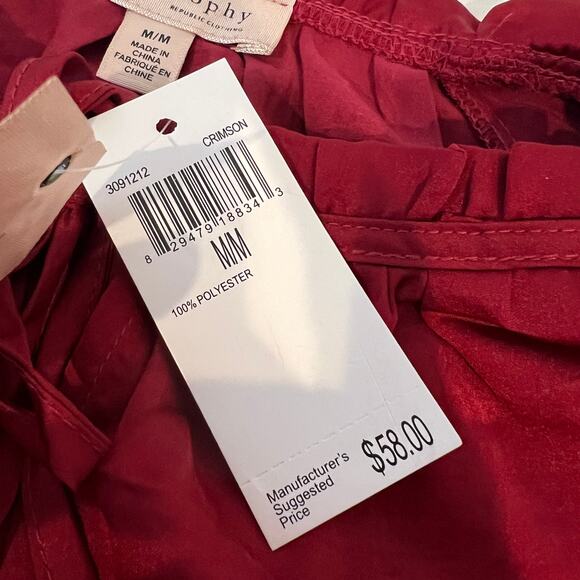 REPUBLIC CLOTHING
M/M
MADE IN
CHINA
FABRIQUÉ EN
CHINE
3091212
CRIMSON
8 29479 18834 3
M/M
100% POLYESTER
Manufacturer's
Suggested
Price
$58.00